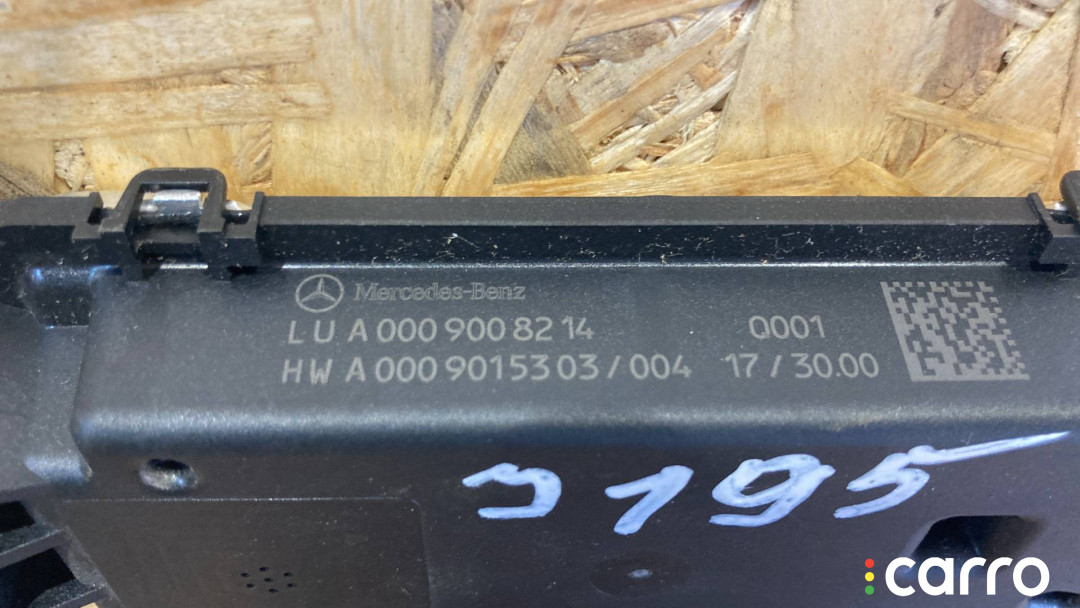 Mercedes-Benz
LU A 000 900 82 14 Q001
HW A 000 901 53 03 / 004 17 / 30.00
carro